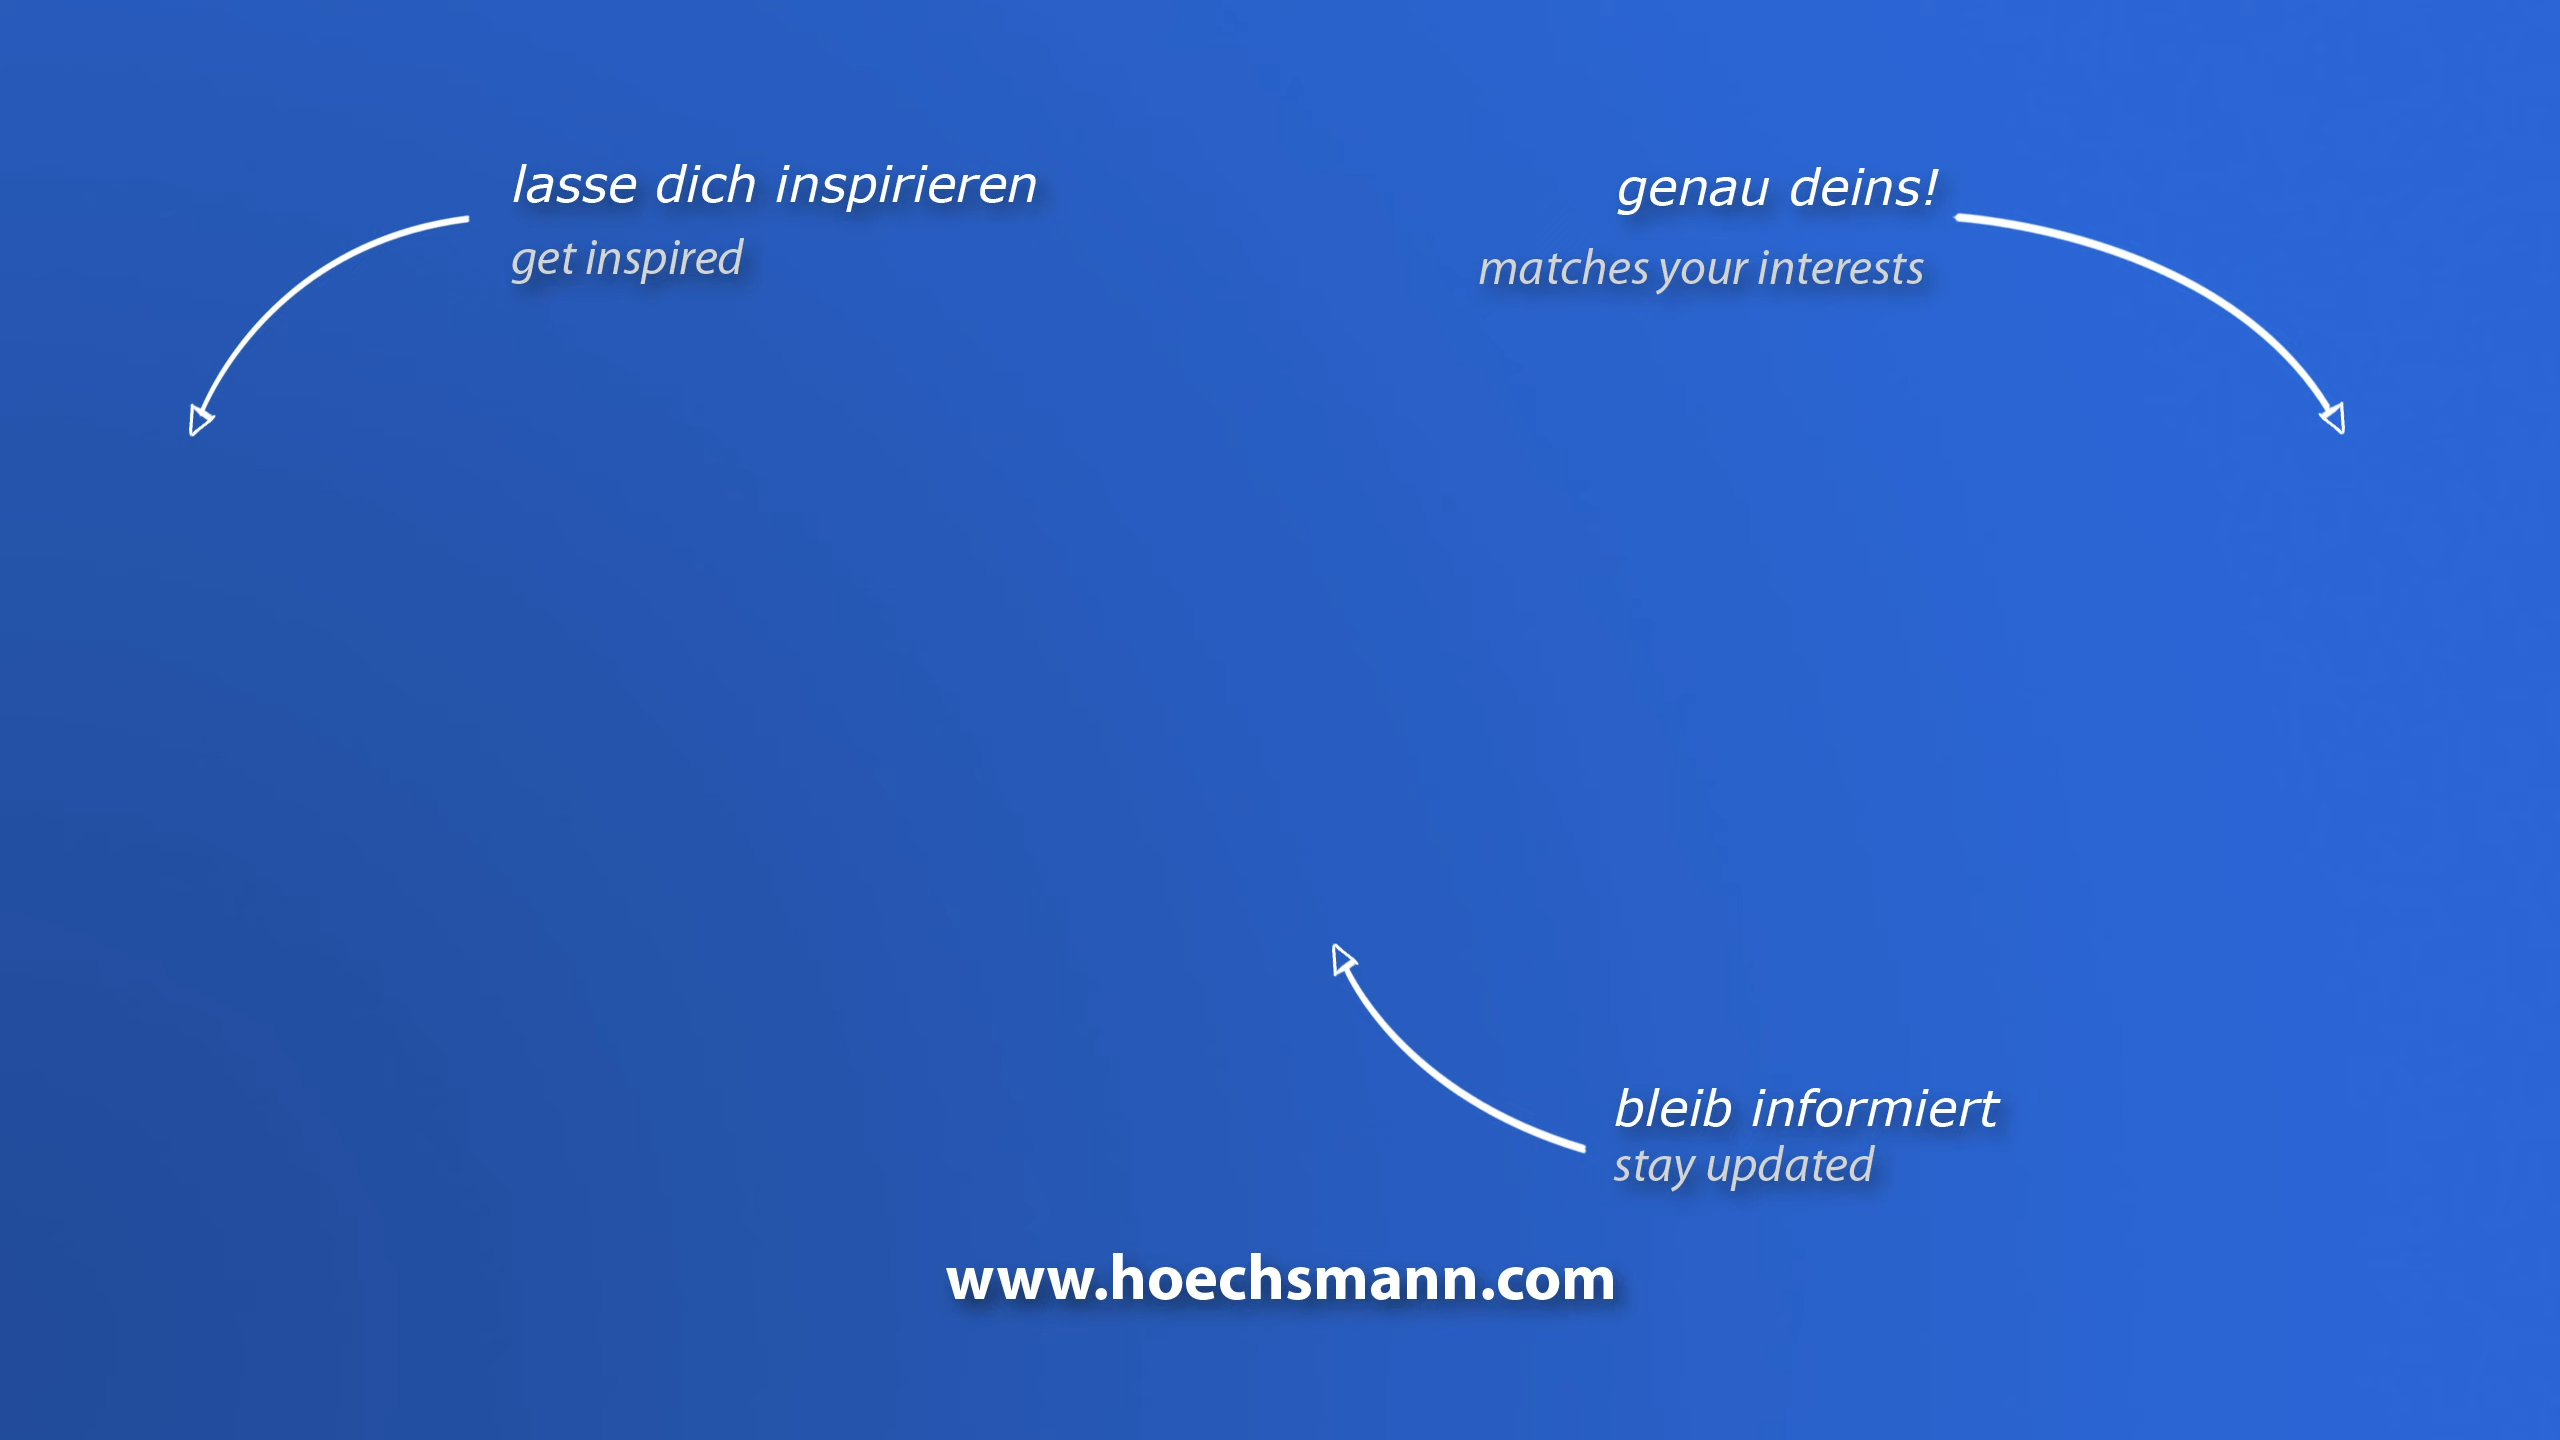 lasse dich inspirieren
get inspired
genau deins!
matches your interests
bleib informiert
stay updated
www.hoechsmann.com